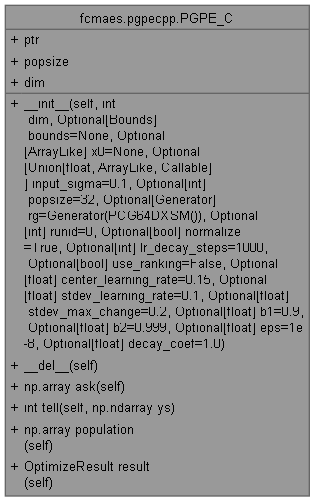 fcmaes.pgpecpp.PGPE_C
+ ptr
+ popsize
+ dim
+ __init__(self, int
dim, Optional[Bounds]
bounds=None, Optional
[ArrayLike] x0=None, Optional
[Union[float, ArrayLike, Callable]
] input_sigma=0.1, Optional[int]
popsize=32, Optional[Generator]
rg=Generator(PCG64DXSM()), Optional
[int] runid=0, Optional[bool] normalize
=True, Optional[int] lr_decay_steps=1000,
Optional[bool] use_ranking=False, Optional
[float] center_learning_rate=0.15, Optional
[float] stdev_learning_rate=0.1, Optional[float]
stdev_max_change=0.2, Optional[float] b1=0.9,
Optional[float] b2=0.999, Optional[float] eps=1e
-8, Optional[float] decay_coef=1.0)
+ __del__(self)
+ np.array ask(self)
+ int tell(self, np.ndarray ys)
+ np.array population
(self)
+ OptimizeResult result
(self)